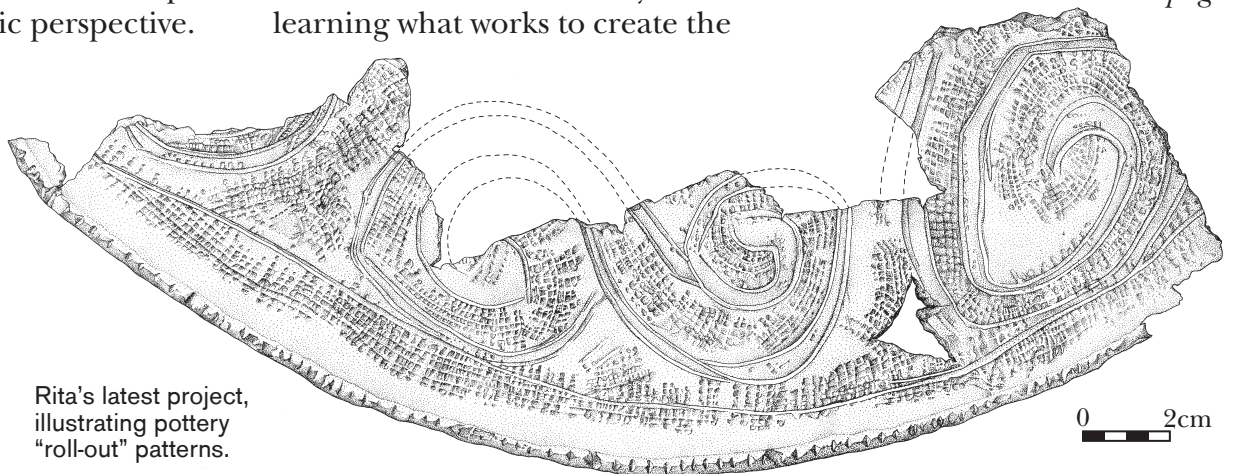 ic perspective.
learning what works to create the
Rita’s latest project,
illustrating pottery
“roll-out” patterns.
0 2cm